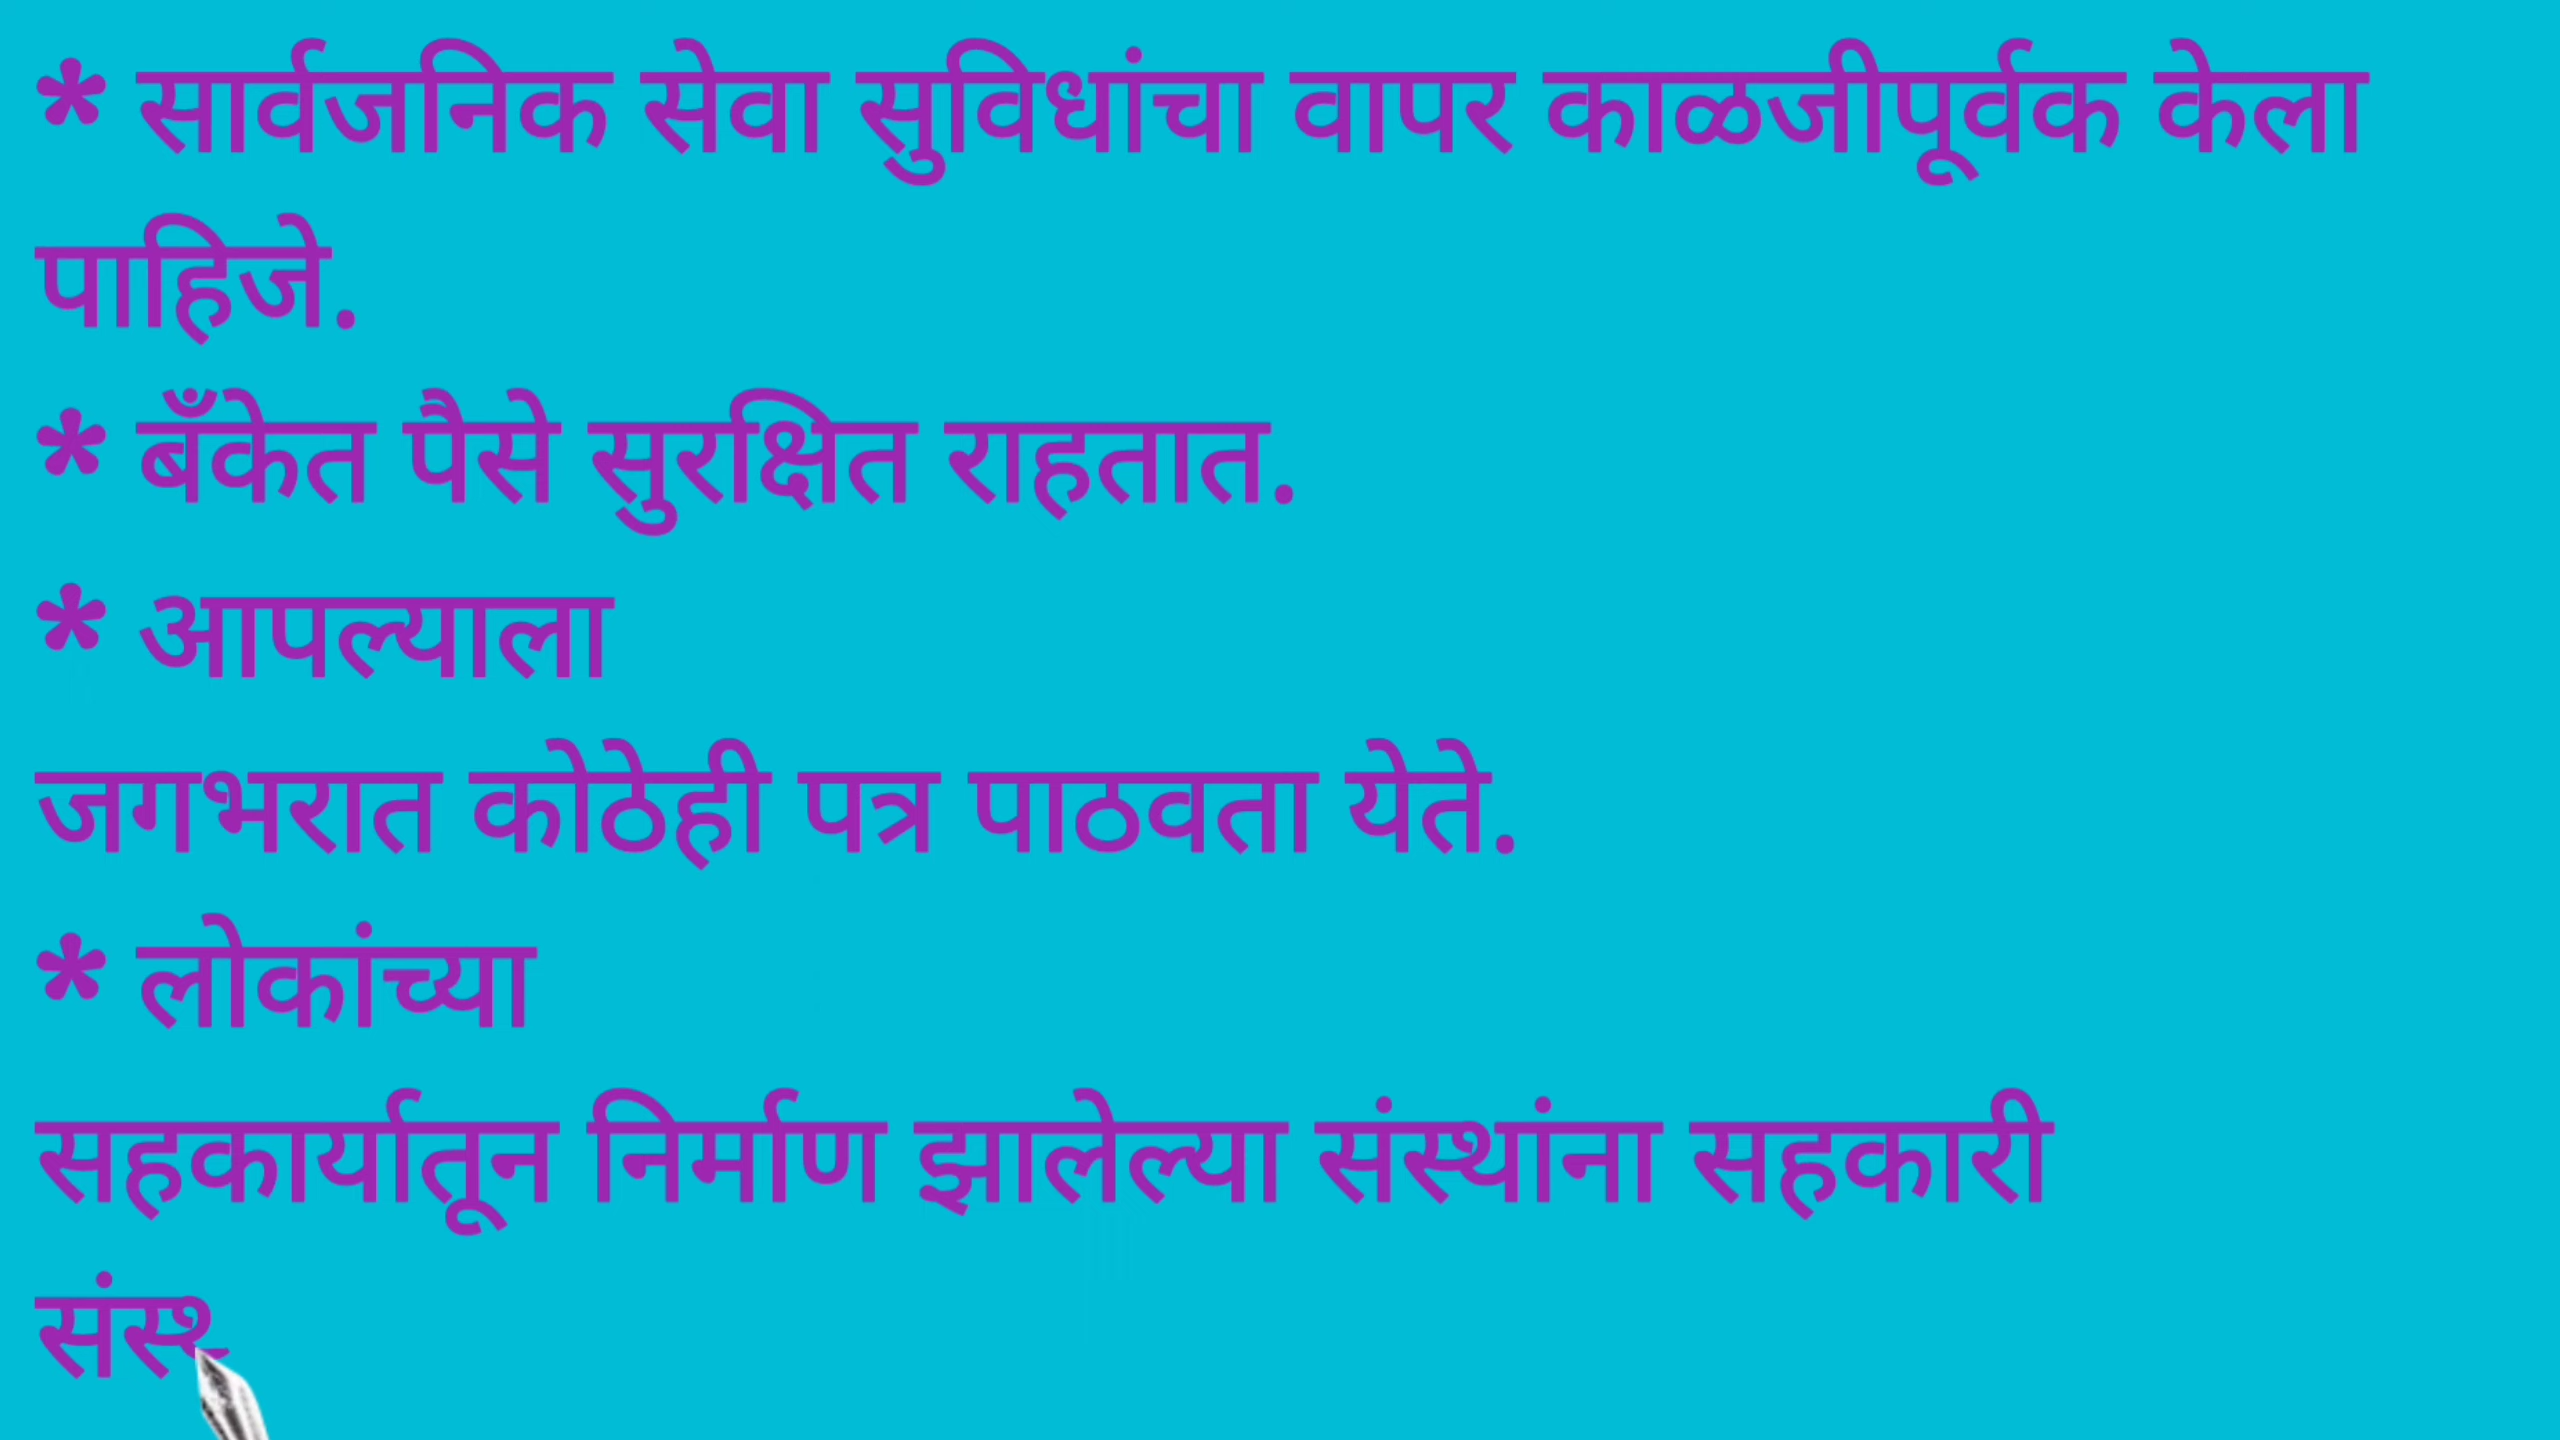 * सार्वजनिक सेवा सुविधांचा वापर काळजीपूर्वक केला
पाहिजे.
* बँकेत पैसे सुरक्षित राहतात.
* आपल्याला
जगभरात कोठेही पत्र पाठवता येते.
* लोकांच्या
सहकार्यातून निर्माण झालेल्या संस्थांना सहकारी